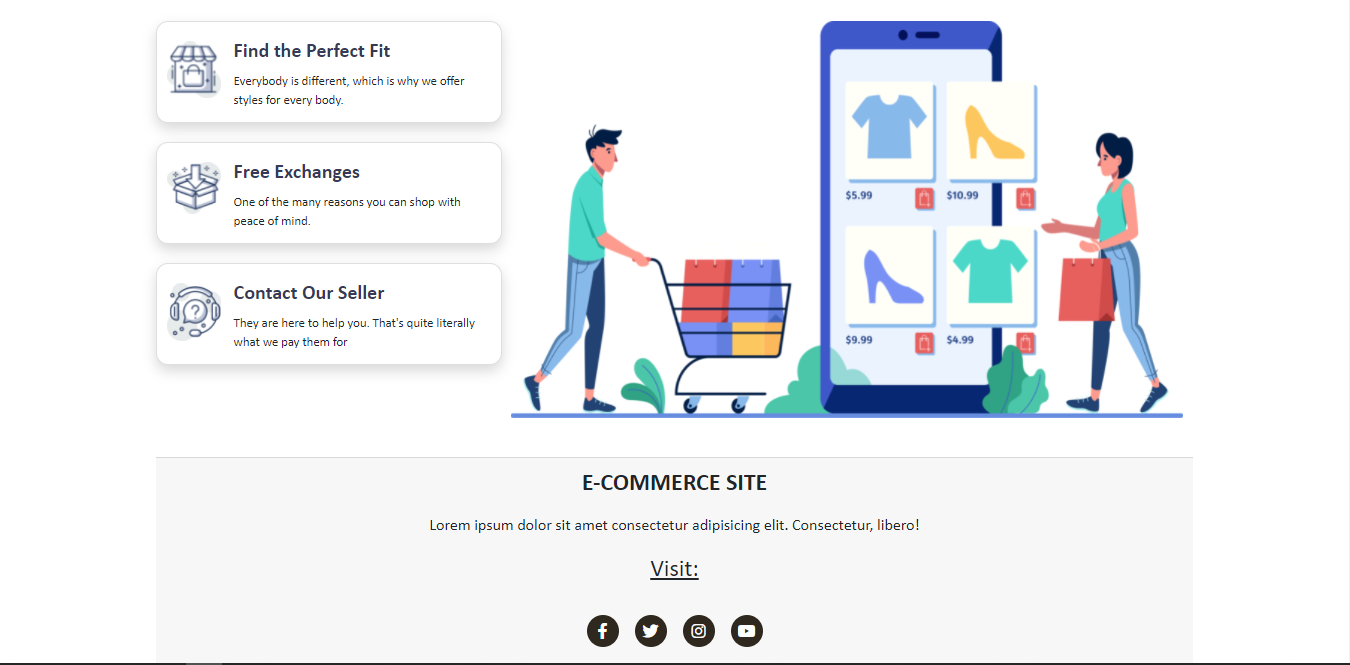 Find the Perfect Fit
Everybody is different, which is why we offer
styles for every body.
Free Exchanges
One of the many reasons you can shop with
peace of mind.
Contact Our Seller
They are here to help you. That's quite literally
what we pay them for
$5.99
$10.99
$9.99
$4.99
E-COMMERCE SITE
Lorem ipsum dolor sit amet consectetur adipisicing elit. Consectetur, libero!
Visit: